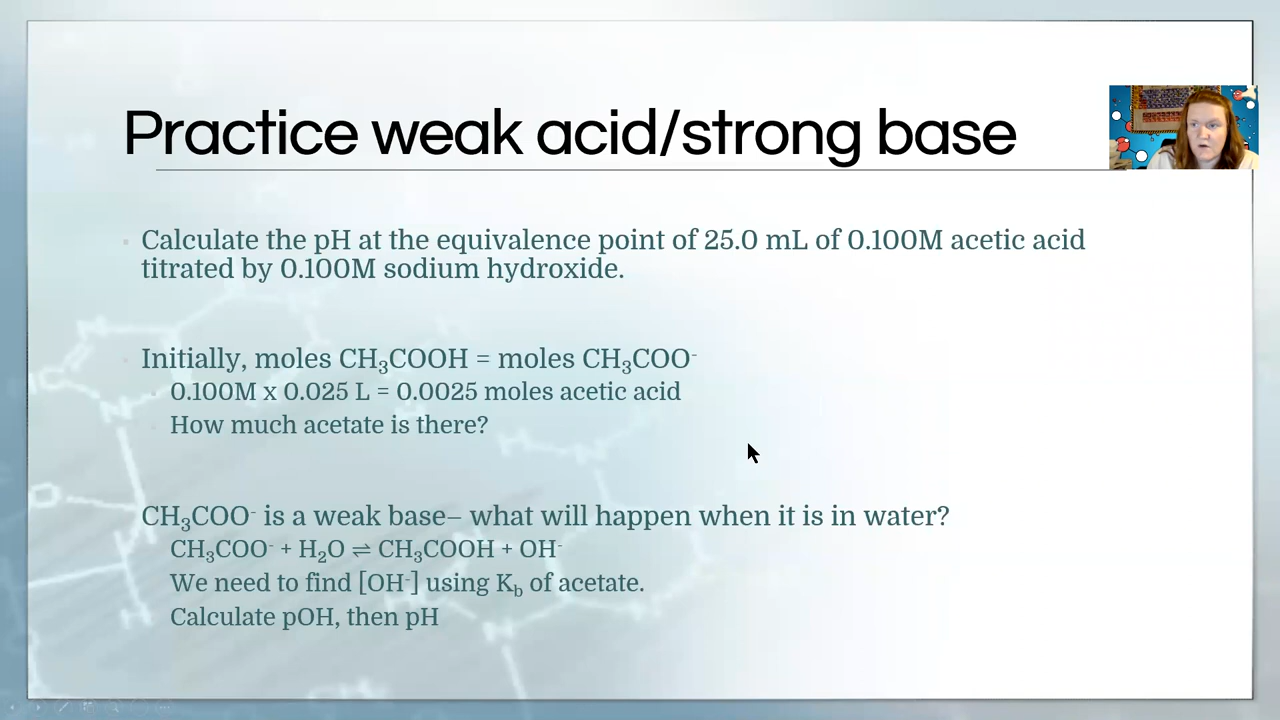 Practice weak acid/strong base
Calculate the pH at the equivalence point of 25.0 mL of 0.100M acetic acid
titrated by 0.100M sodium hydroxide.
Initially, moles CH₃COOH = moles CH₃COO⁻
0.100M x 0.025 L = 0.0025 moles acetic acid
How much acetate is there?
CH₃COO⁻ is a weak base– what will happen when it is in water?
CH₃COO⁻ + H₂O ⇌ CH₃COOH + OH⁻
We need to find [OH⁻] using K_b of acetate.
Calculate pOH, then pH